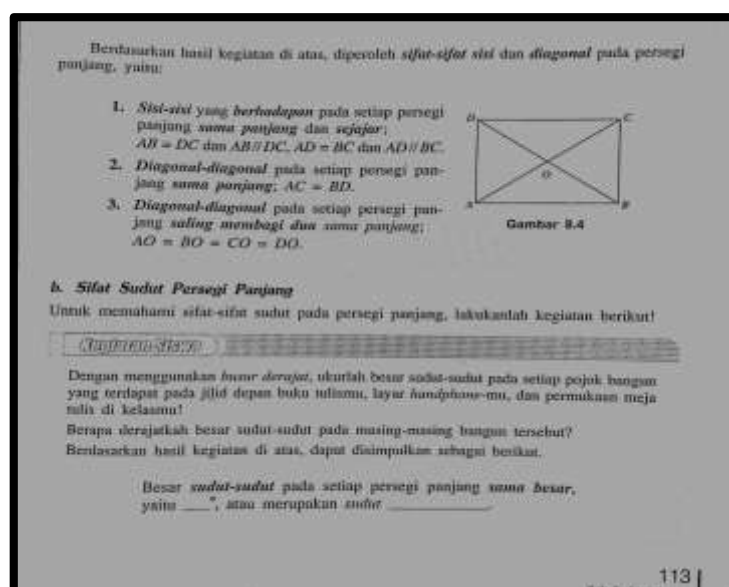 Berdasarkan hasil kegiatan di atas, diperoleh sifat-sifat sisi dan diagonal pada persegi
panjang, yaitu:
1. Sisi-sisi yang berhadapan pada setiap persegi
panjang sama panjang dan sejajar;
AB = DC dan AB//DC, AD = BC dan AD//BC.
2. Diagonal-diagonal pada setiap persegi pan-
jang sama panjang; AC = BD.
3. Diagonal-diagonal pada setiap persegi pan-
jang saling membagi dua sama panjang;
AO = BO = CO = DO.
D C
O
A B
Gambar 8.4
b. Sifat Sudut Persegi Panjang
Untuk memahami sifat-sifat sudut pada persegi panjang, lakukanlah kegiatan berikut!
Kegiatan Siswa
Dengan menggunakan busur derajat, ukurlah besar sudut-sudut pada setiap pojok bangun
yang terdapat pada jilid depan buku tulismu, layar handphone-mu, dan permukaan meja
tulis di kelasmu!
Berapa derajatkah besar sudut-sudut pada masing-masing bangun tersebut?
Berdasarkan hasil kegiatan di atas, dapat disimpulkan sebagai berikut.
Besar sudut-sudut pada setiap persegi panjang sama besar,
yaitu ____°, atau merupakan sudut ____________
113